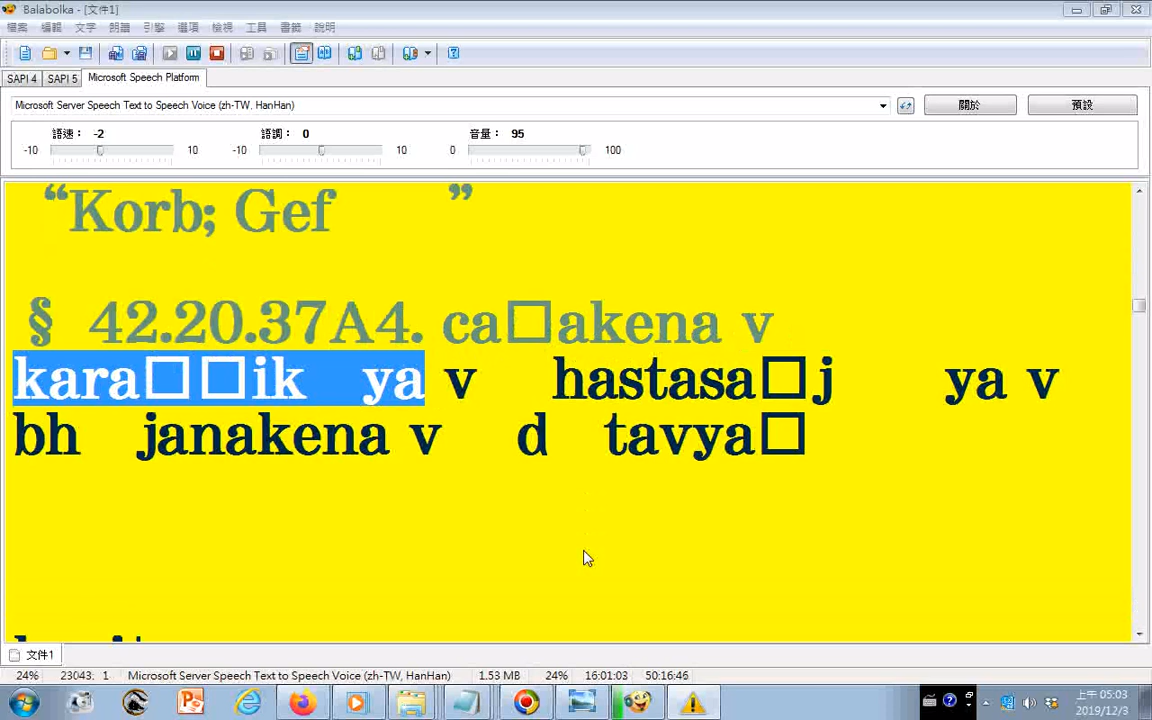 Balabolka - [文件1]
檔案 編輯 文字 朗讀 引擎 選項 檢視 工具 書籤 說明
SAPI 4 SAPI 5 Microsoft Speech Platform
Microsoft Server Speech Text to Speech Voice (zh-TW, HanHan) 關於 預設
語速： -2 語調： 0 音量： 95
-10 10 -10 10 0 100
“Korb; Gef ”
§ 42.20.37A4. ca□akena v
kara□□ik ya v hastasa□j ya v
bh janakena v d tavya□
文件1
24% 23043: 1 Microsoft Server Speech Text to Speech Voice (zh-TW, HanHan) 1.53 MB 24% 16:01:03 50:16:46
上午 05:03
2019/12/3